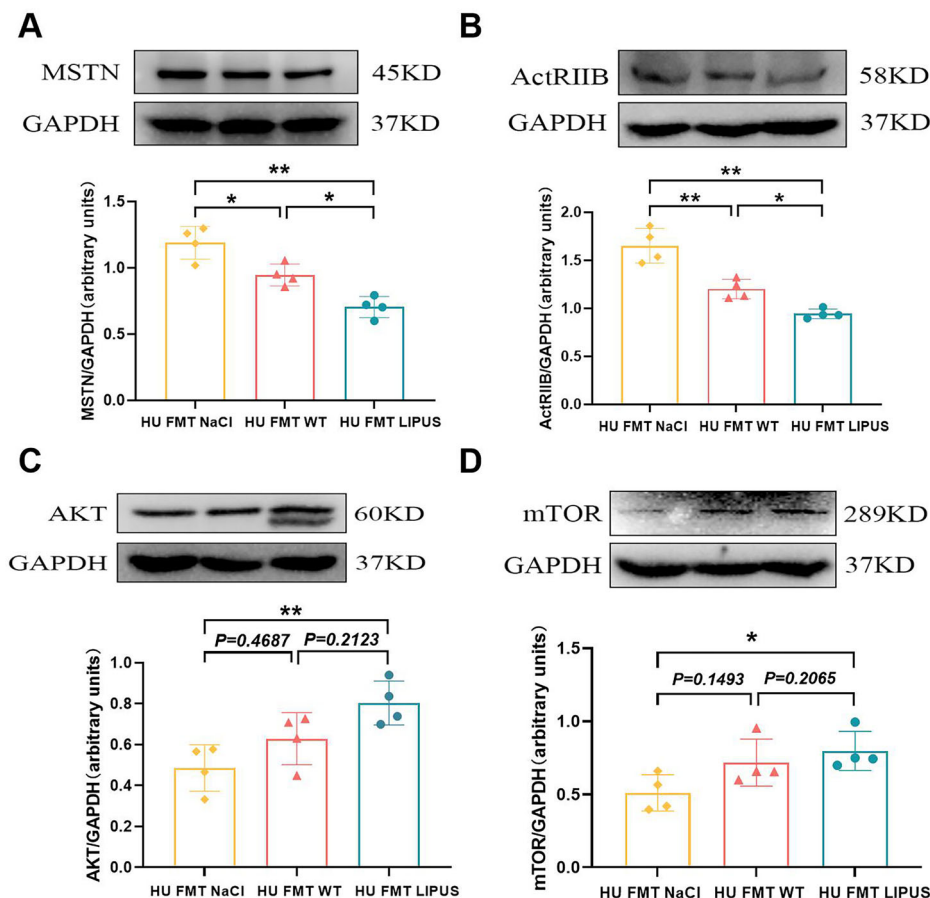 A
MSTN 45KD
GAPDH 37KD
**
* *
MSTN/GAPDH (arbitrary units)
1.5
1.0
0.5
0.0
HU FMT NaCl HU FMT WT HU FMT LIPUS
B
ActRIIB 58KD
GAPDH 37KD
**
** *
ActRIIB/GAPDH (arbitrary units)
2.0
1.5
1.0
0.5
0.0
HU FMT NaCl HU FMT WT HU FMT LIPUS
C
AKT 60KD
GAPDH 37KD
**
P=0.4687 P=0.2123
AKT/GAPDH (arbitrary units)
1.0
0.8
0.6
0.4
0.2
0.0
HU FMT NaCl HU FMT WT HU FMT LIPUS
D
mTOR 289KD
GAPDH 37KD
*
P=0.1493 P=0.2065
mTOR/GAPDH (arbitrary units)
1.5
1.0
0.5
0.0
HU FMT NaCl HU FMT WT HU FMT LIPUS